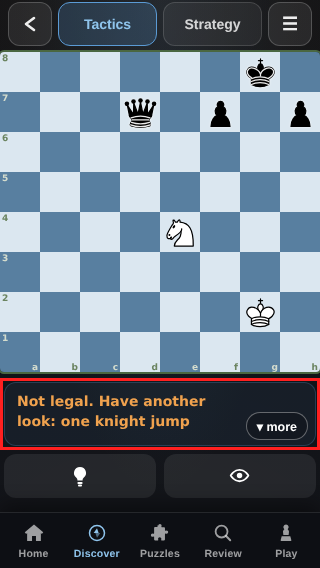 Tactics
Strategy
8
7
6
5
4
3
2
1
a b c d e f g h
Not legal. Have another
look: one knight jump
▾ more
Home Discover Puzzles Review Play